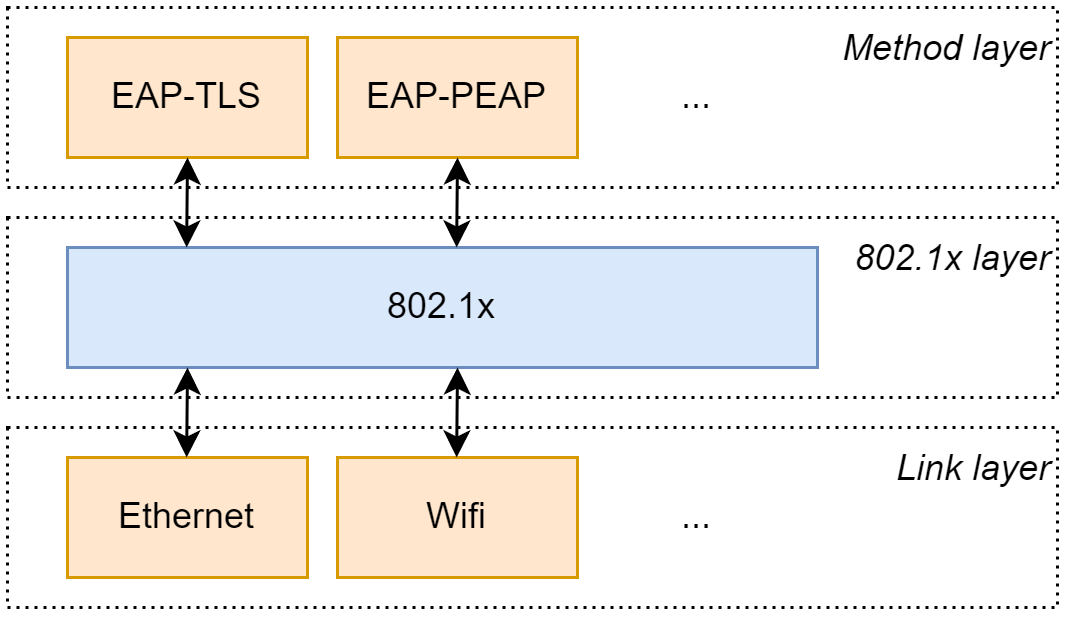 Method layer
EAP-TLS
EAP-PEAP
...
802.1x layer
802.1x
Link layer
Ethernet
Wifi
...